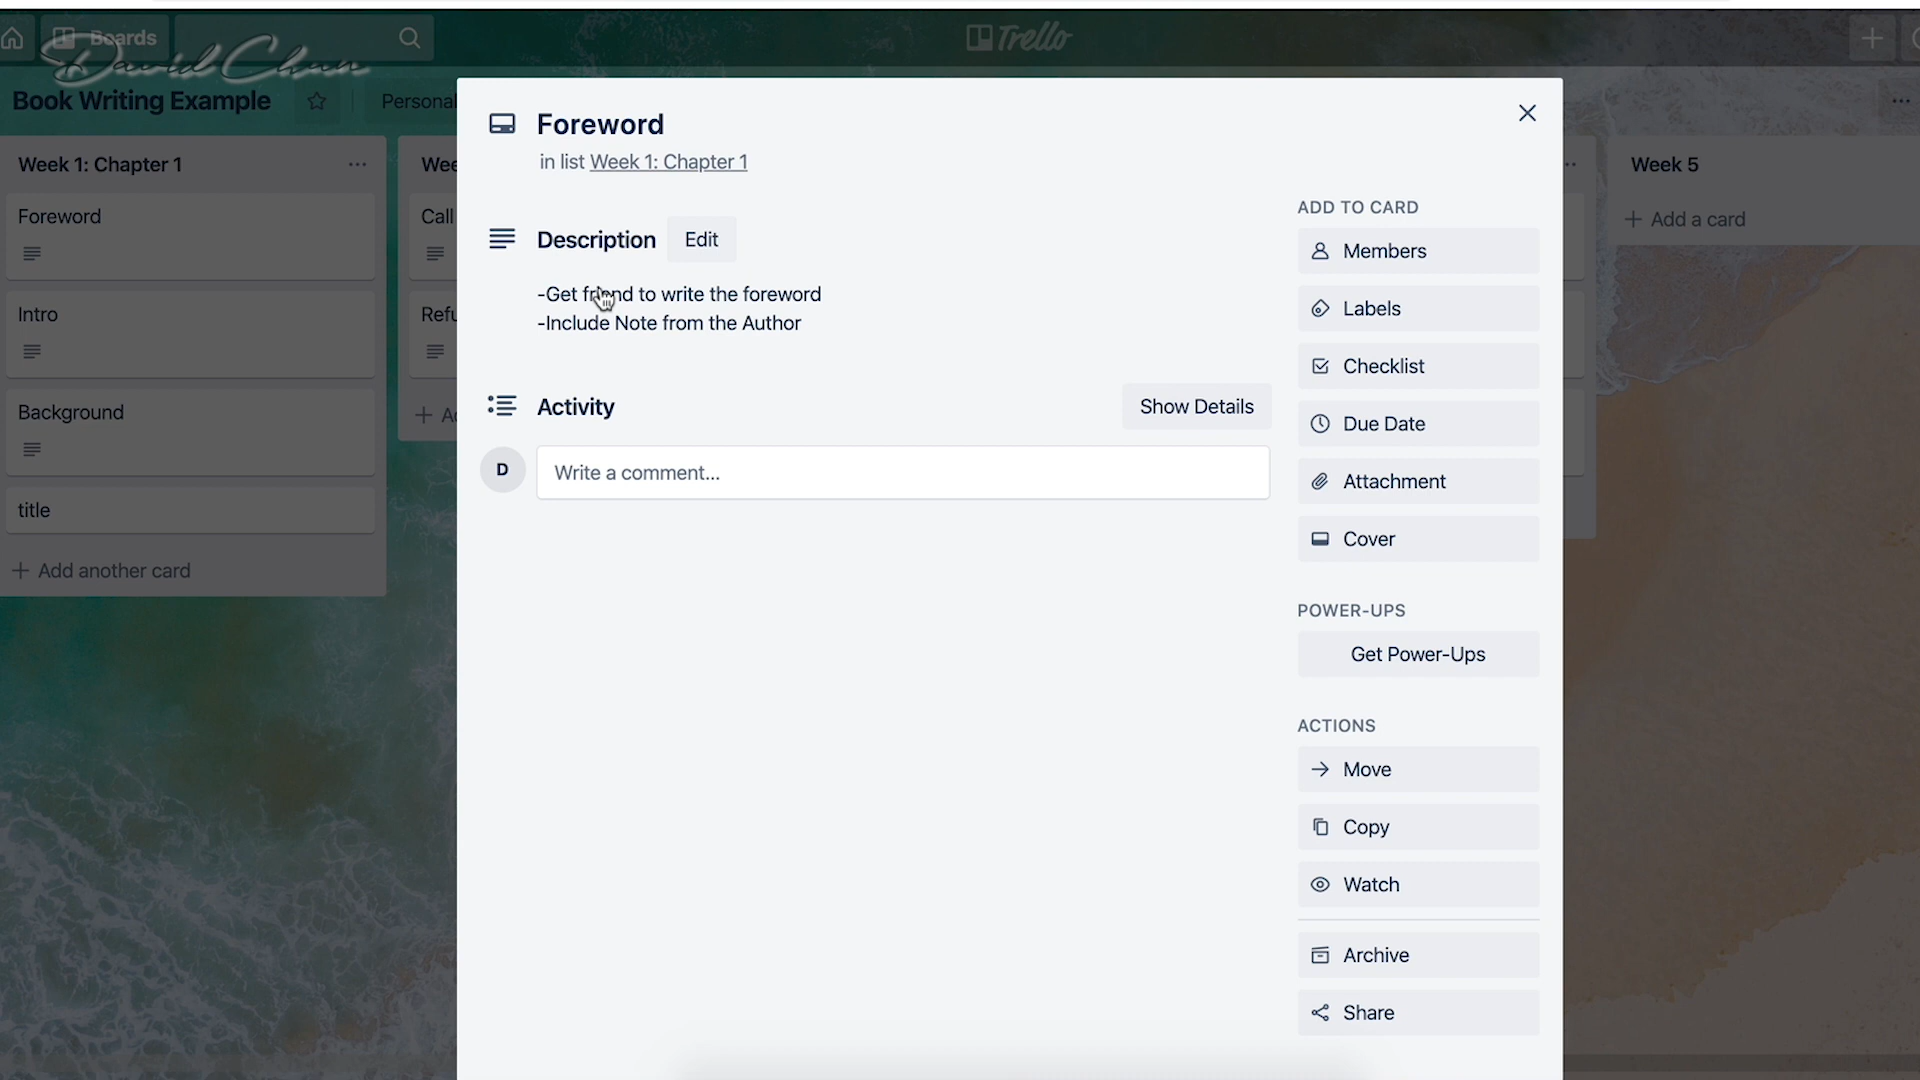 Boards
Trello
David Chun
Book Writing Example
Personal
Week 1: Chapter 1
Foreword
Intro
Background
title
Add another card
Call
Week 5
Add a card
Foreword
in list Week 1: Chapter 1
Description Edit
-Get friend to write the foreword
-Include Note from the Author
Activity Show Details
D Write a comment...
ADD TO CARD
Members
Labels
Checklist
Due Date
Attachment
Cover
POWER-UPS
Get Power-Ups
ACTIONS
Move
Copy
Watch
Archive
Share